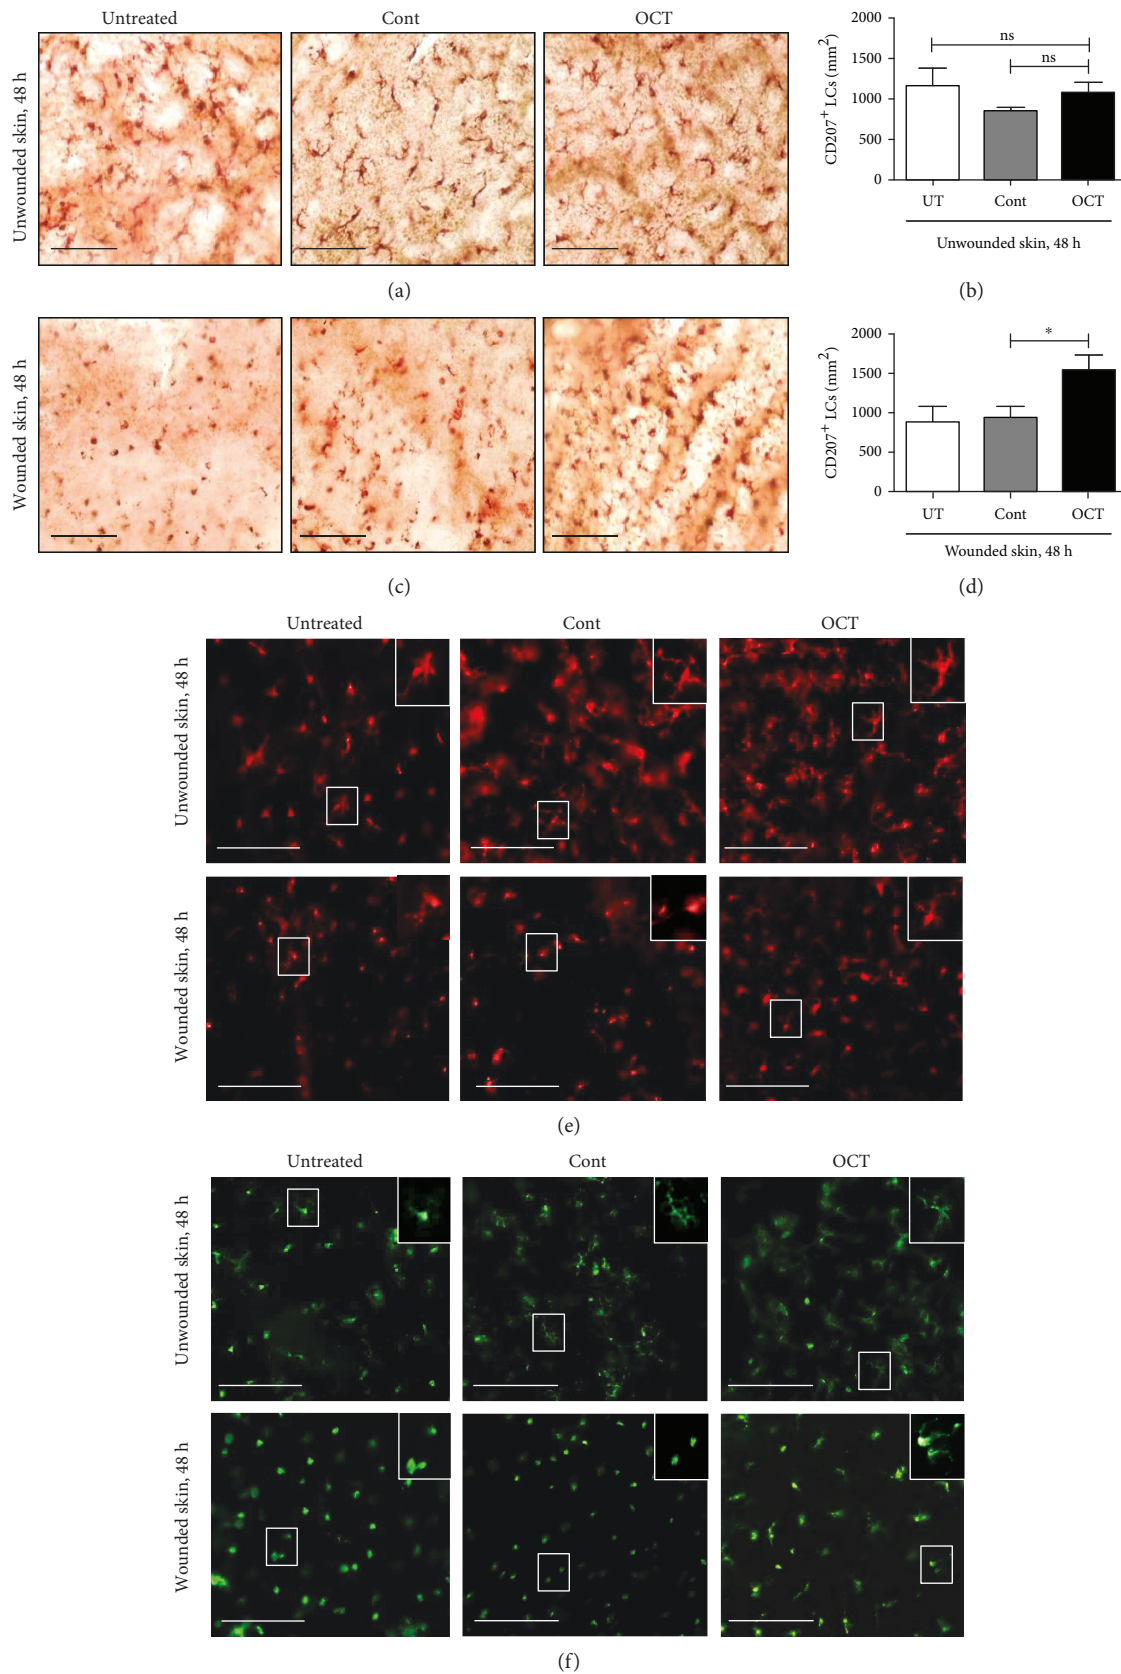 Untreated
Cont
OCT
Unwounded skin, 48 h
(a)
CD207+ LCs (mm2)
2000
1500
1000
500
0
ns
ns
UT
Cont
OCT
Unwounded skin, 48 h
(b)
Wounded skin, 48 h
(c)
CD207+ LCs (mm2)
2000
1500
1000
500
0
*
UT
Cont
OCT
Wounded skin, 48 h
(d)
Untreated
Cont
OCT
Unwounded skin, 48 h
Wounded skin, 48 h
(e)
Untreated
Cont
OCT
Unwounded skin, 48 h
Wounded skin, 48 h
(f)